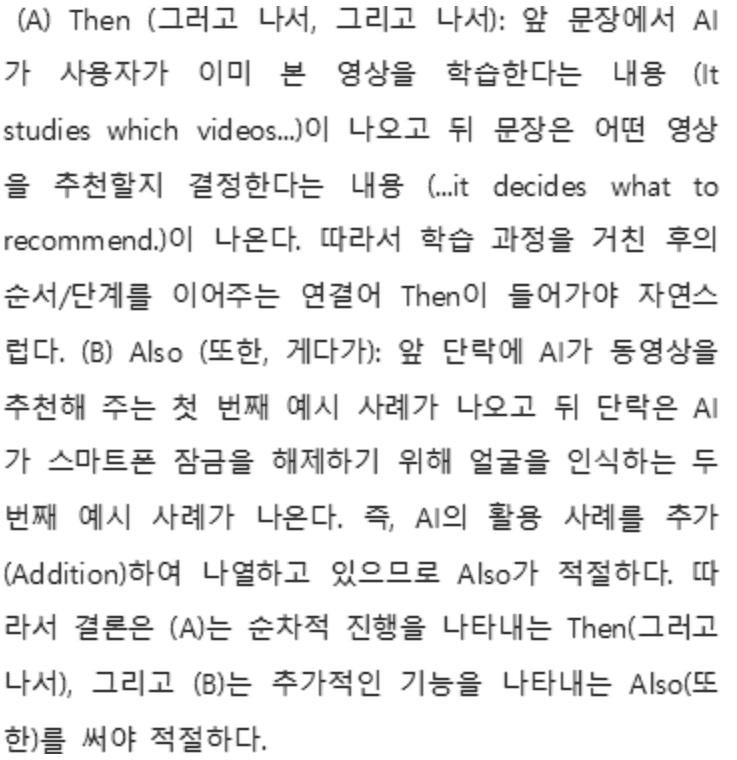 (A) Then (그러고 나서, 그리고 나서): 앞 문장에서 AI
가 사용자가 이미 본 영상을 학습한다는 내용 (It
studies which videos...)이 나오고 뒤 문장은 어떤 영상
을 추천할지 결정한다는 내용 (...it decides what to
recommend.)이 나온다. 따라서 학습 과정을 거친 후의
순서/단계를 이어주는 연결어 Then이 들어가야 자연스
럽다. (B) Also (또한, 게다가): 앞 단락에 AI가 동영상을
추천해 주는 첫 번째 예시 사례가 나오고 뒤 단락은 AI
가 스마트폰 잠금을 해제하기 위해 얼굴을 인식하는 두
번째 예시 사례가 나온다. 즉, AI의 활용 사례를 추가
(Addition)하여 나열하고 있으므로 Also가 적절하다. 따
라서 결론은 (A)는 순차적 진행을 나타내는 Then(그러고
나서), 그리고 (B)는 추가적인 기능을 나타내는 Also(또
한)를 써야 적절하다.